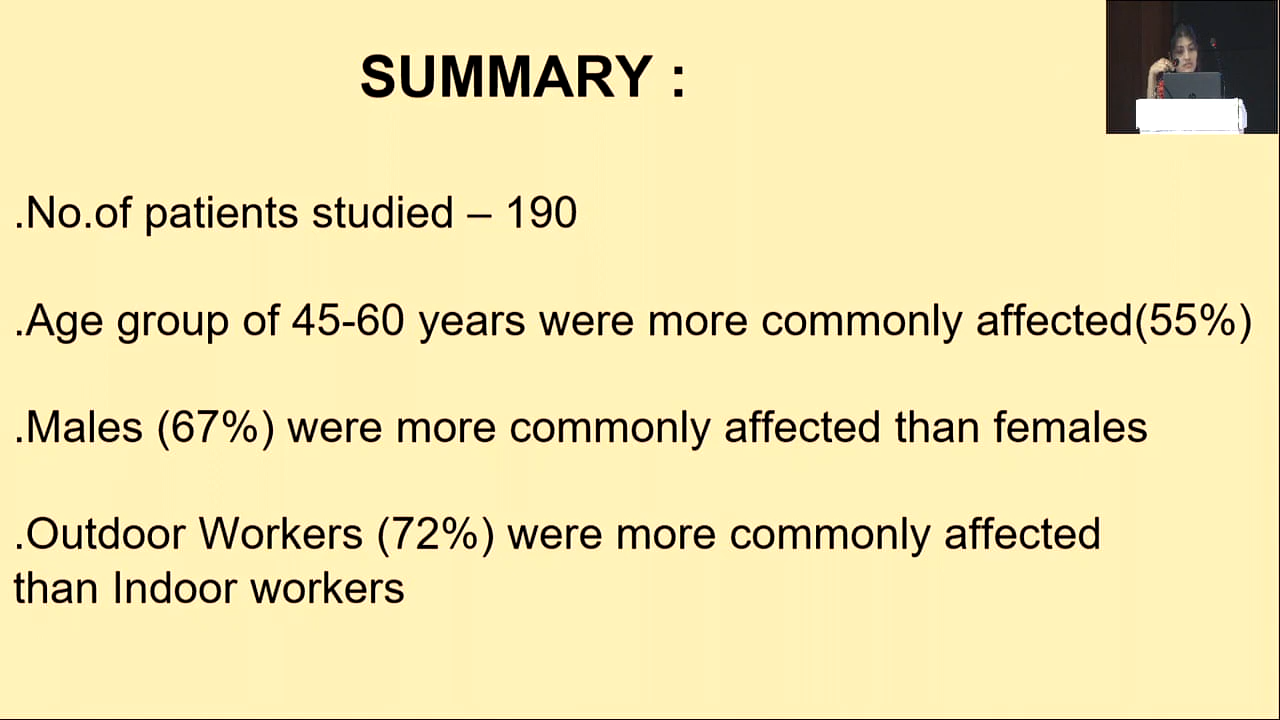 SUMMARY :
.No.of patients studied – 190
.Age group of 45-60 years were more commonly affected(55%)
.Males (67%) were more commonly affected than females
.Outdoor Workers (72%) were more commonly affected
than Indoor workers